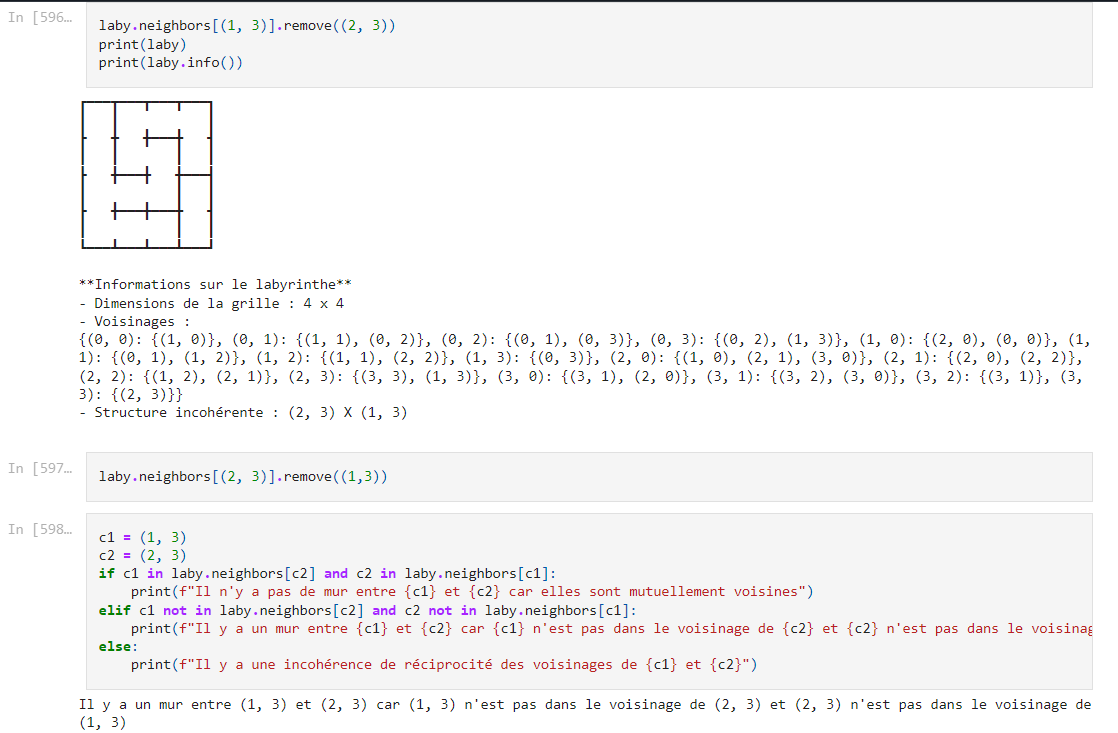 In [596…
laby.neighbors[(1, 3)].remove((2, 3))
print(laby)
print(laby.info())
**Informations sur le labyrinthe**
- Dimensions de la grille : 4 x 4
- Voisinages :
{(0, 0): {(1, 0)}, (0, 1): {(1, 1), (0, 2)}, (0, 2): {(0, 1), (0, 3)}, (0, 3): {(0, 2), (1, 3)}, (1, 0): {(2, 0), (0, 0)}, (1,
1): {(0, 1), (1, 2)}, (1, 2): {(1, 1), (2, 2)}, (1, 3): {(0, 3)}, (2, 0): {(1, 0), (2, 1), (3, 0)}, (2, 1): {(2, 0), (2, 2)},
(2, 2): {(1, 2), (2, 1)}, (2, 3): {(3, 3), (1, 3)}, (3, 0): {(3, 1), (2, 0)}, (3, 1): {(3, 2), (3, 0)}, (3, 2): {(3, 1)}, (3,
3): {(2, 3)}}
- Structure incohérente : (2, 3) X (1, 3)
In [597…
laby.neighbors[(2, 3)].remove((1,3))
In [598…
c1 = (1, 3)
c2 = (2, 3)
if c1 in laby.neighbors[c2] and c2 in laby.neighbors[c1]:
print(f"Il n'y a pas de mur entre {c1} et {c2} car elles sont mutuellement voisines")
elif c1 not in laby.neighbors[c2] and c2 not in laby.neighbors[c1]:
print(f"Il y a un mur entre {c1} et {c2} car {c1} n'est pas dans le voisinage de {c2} et {c2} n'est pas dans le voisinag
else:
print(f"Il y a une incohérence de réciprocité des voisinages de {c1} et {c2}")
Il y a un mur entre (1, 3) et (2, 3) car (1, 3) n'est pas dans le voisinage de (2, 3) et (2, 3) n'est pas dans le voisinage de
(1, 3)